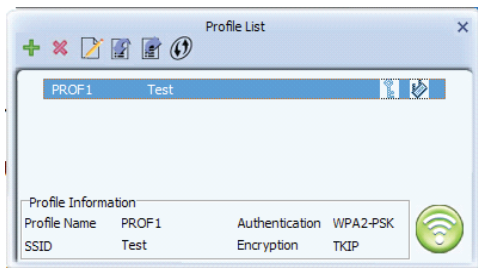 Profile List
PROF1 Test
Profile Information
Profile Name PROF1 Authentication WPA2-PSK
SSID Test Encryption TKIP